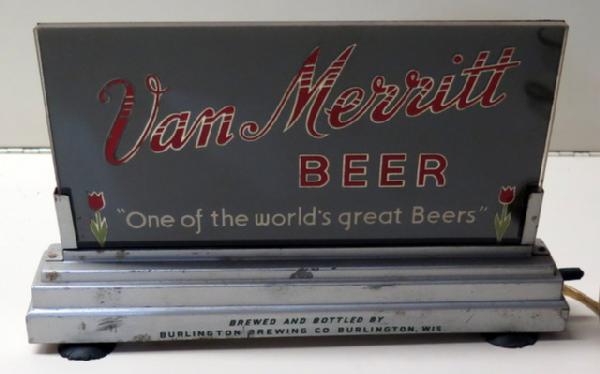 Van Merritt
BEER
"One of the world's great Beers"
BREWED AND BOTTLED BY
BURLINGTON BREWING CO BURLINGTON, WIS.